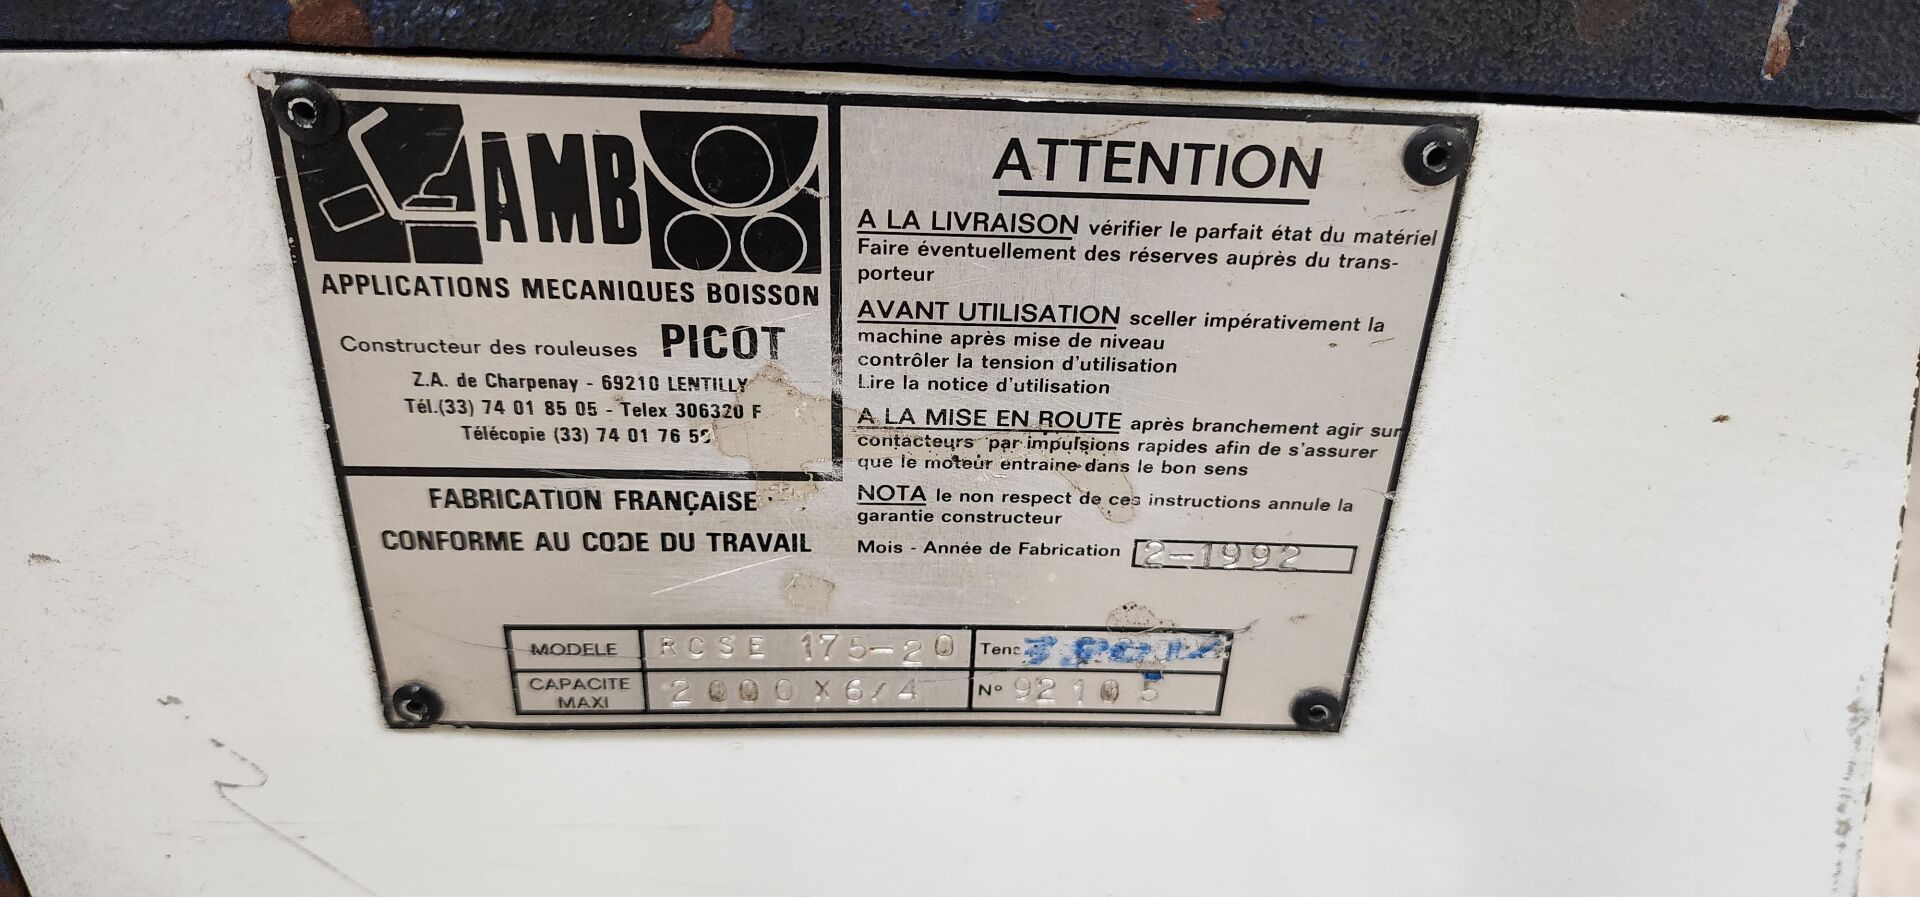 AMB
APPLICATIONS MECANIQUES BOISSON
Constructeur des rouleuses PICOT
Z.A. de Charpenay - 69210 LENTILLY
Tél.(33) 74 01 85 05 - Telex 306320 F
Télécopie (33) 74 01 76 59
FABRICATION FRANÇAISE
CONFORME AU CODE DU TRAVAIL
ATTENTION
A LA LIVRAISON vérifier le parfait état du matériel
Faire éventuellement des réserves auprès du trans-
porteur
AVANT UTILISATION sceller impérativement la
machine après mise de niveau
contrôler la tension d'utilisation
Lire la notice d'utilisation
A LA MISE EN ROUTE après branchement agir sur
contacteurs par impulsions rapides afin de s'assurer
que le moteur entraine dans le bon sens
NOTA le non respect de ces instructions annule la
garantie constructeur
Mois - Année de Fabrication 2-1992
MODELE RCSE 175-20
CAPACITE MAXI 2000 X 6/4 N° 92105